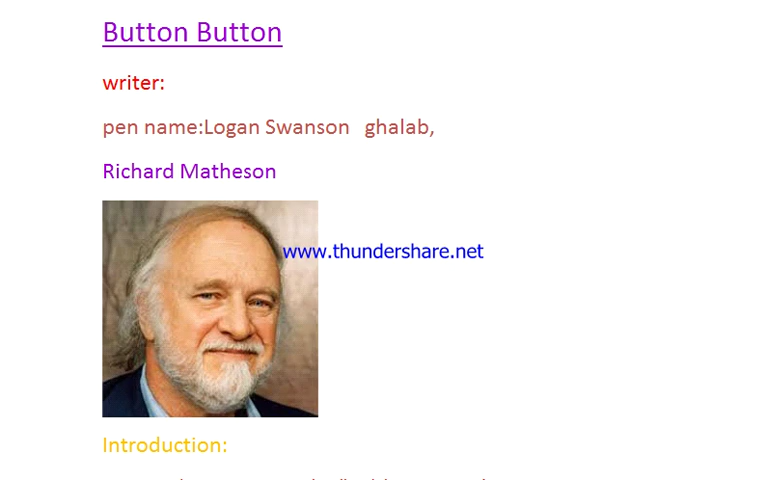 Button Button
writer:
pen name:Logan Swanson ghalab,
Richard Matheson
www.thundershare.net
Introduction: